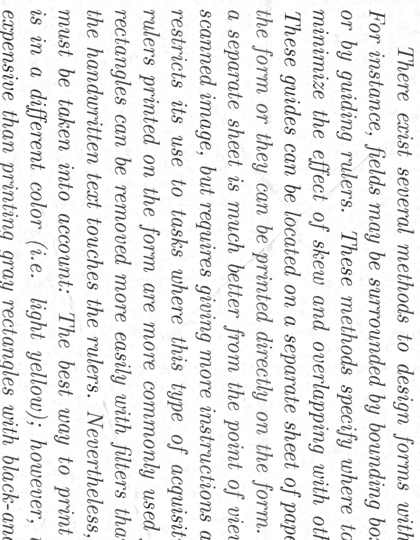 There exist several methods to design forms with
For instance, fields may be surrounded by bounding bo
or by guiding rulers. These methods specify where to
minimize the effect of skew and overlapping with oth
These guides can be located on a separate sheet of pape
the form or they can be printed directly on the form.
a separate sheet is much better from the point of view
scanned image, but requires giving more instructions a
restricts its use to tasks where this type of acquisit
rulers printed on the form are more commonly used
rectangles can be removed more easily with filters tha
the handwritten text touches the rulers. Nevertheless,
must be taken into account: The best way to print
is in a different color (i.e. light yellow); however,
expensive than printing gray rectangles with black-and